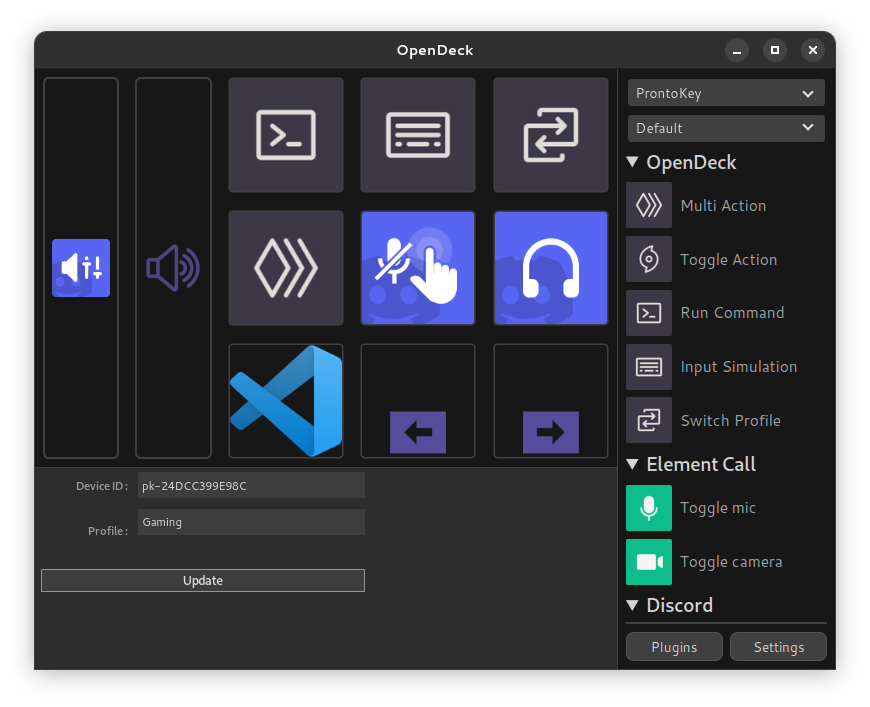 OpenDeck
ProntoKey
Default
OpenDeck
Multi Action
Toggle Action
Run Command
Input Simulation
Switch Profile
Element Call
Toggle mic
Toggle camera
Discord
Plugins
Settings
Device ID:
pk-24DCC399E98C
Profile:
Gaming
Update